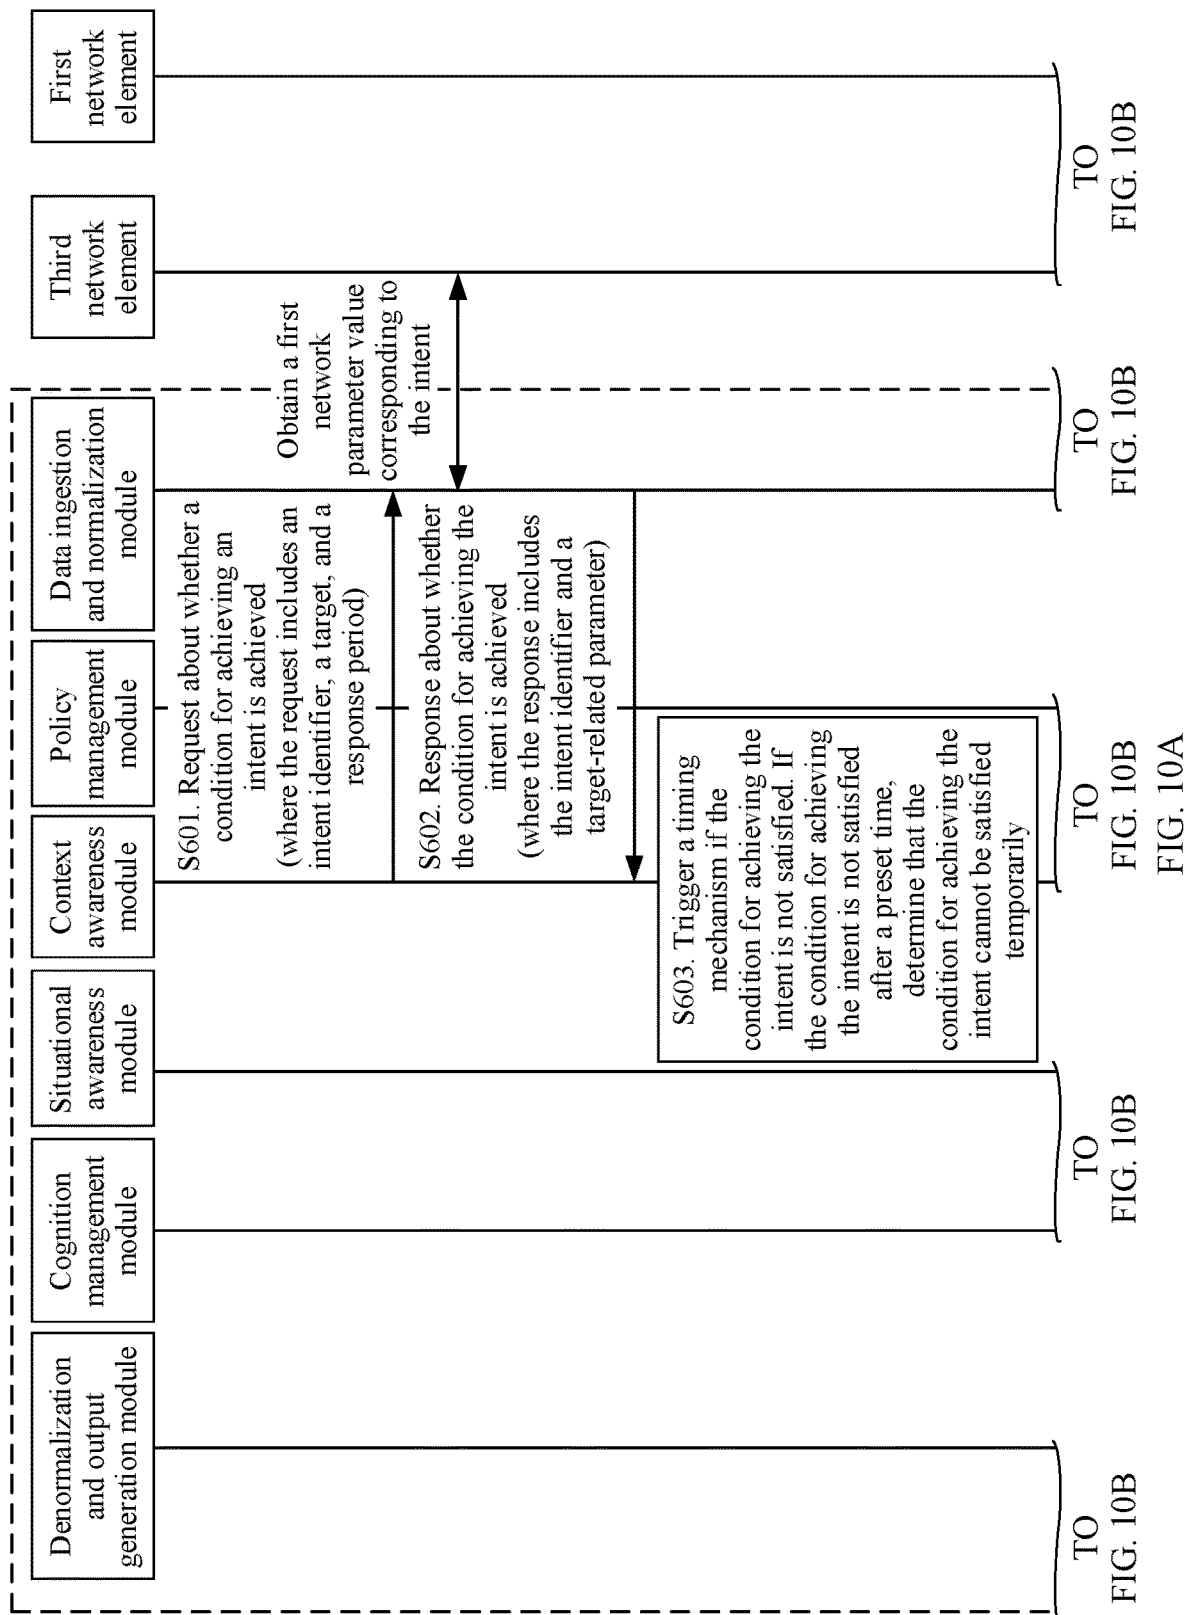 Denormalization
and output
generation module
Cognition
management
module
Situational
awareness
module
Context
awareness
module
Policy
management
module
Data ingestion
and normalization
module
Third
network
element
First
network
element
S601. Request about whether a
condition for achieving an
intent is achieved
(where the request includes an
intent identifier, a target, and a
response period)
Obtain a first
network
parameter value
corresponding to
the intent
S602. Response about whether
the condition for achieving the
intent is achieved
(where the response includes
the intent identifier and a
target-related parameter)
S603. Trigger a timing
mechanism if the
condition for achieving the
intent is not satisfied. If
the condition for achieving
the intent is not satisfied
after a preset time,
determine that the
condition for achieving the
intent cannot be satisfied
temporarily
TO
FIG. 10B
TO
FIG. 10B
TO
FIG. 10B
TO
FIG. 10B
TO
FIG. 10B
FIG. 10A